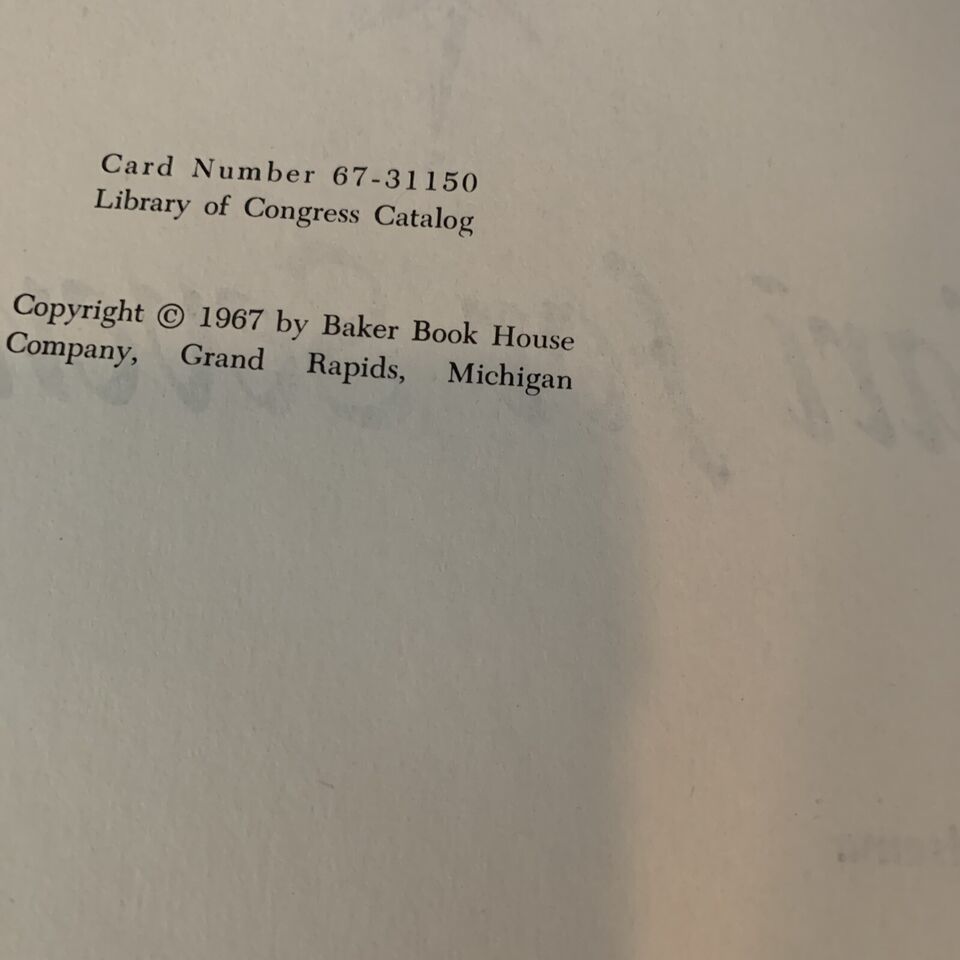 Card Number 67-31150
Library of Congress Catalog
Copyright © 1967 by Baker Book House
Company, Grand Rapids, Michigan